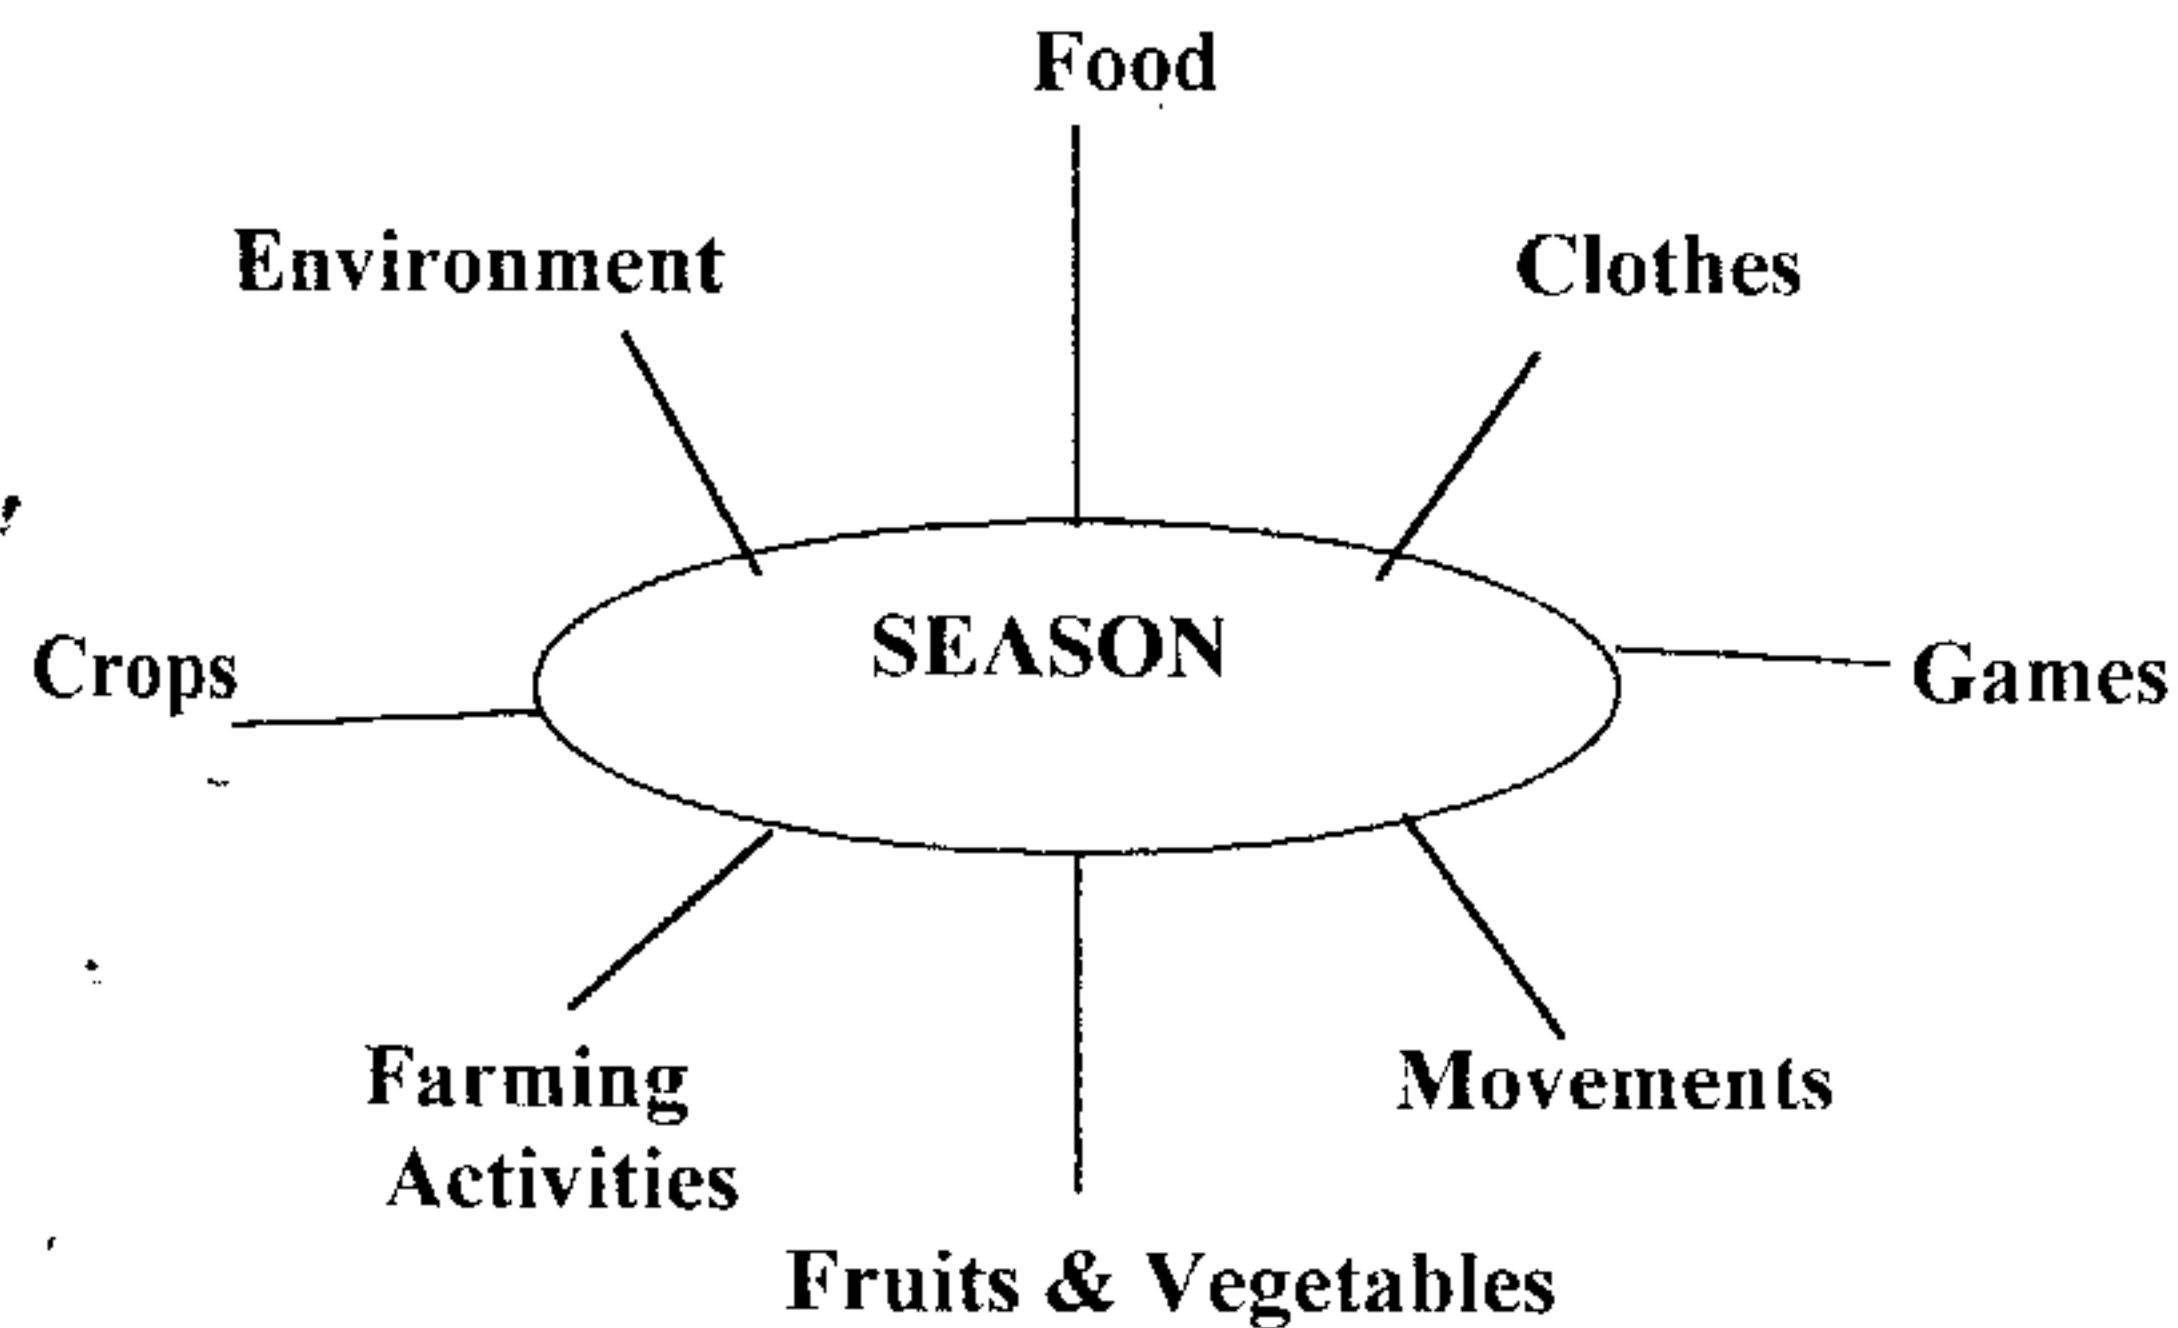 Food
Environment
Clothes
SEASON
Crops
Games
Farming
Activities
Movements
Fruits & Vegetables